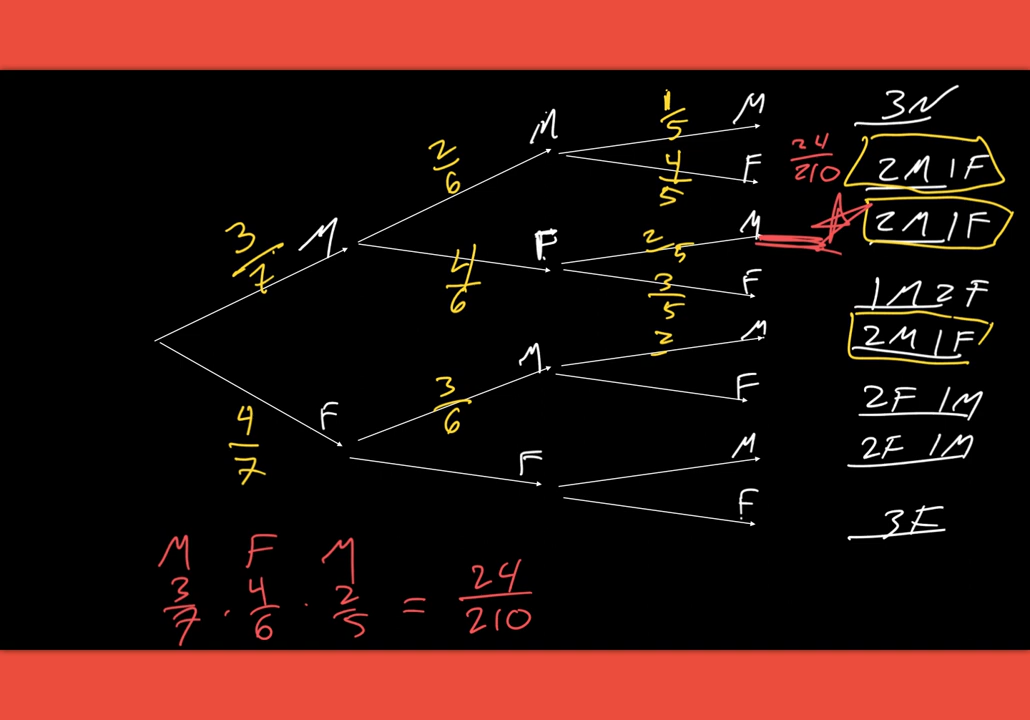 1/5 M 3M
M 4/5 F 24/210 2M 1F
2/6
3/7 M F 2/5 M 2M 1F
4/6 3/5 F 1M 2F
M 2 M 2M 1F
3/6 F 2F 1M
4/7 F
F M 2F 1M
F 3F
M F M
3/7 · 4/6 · 2/5 = 24/210